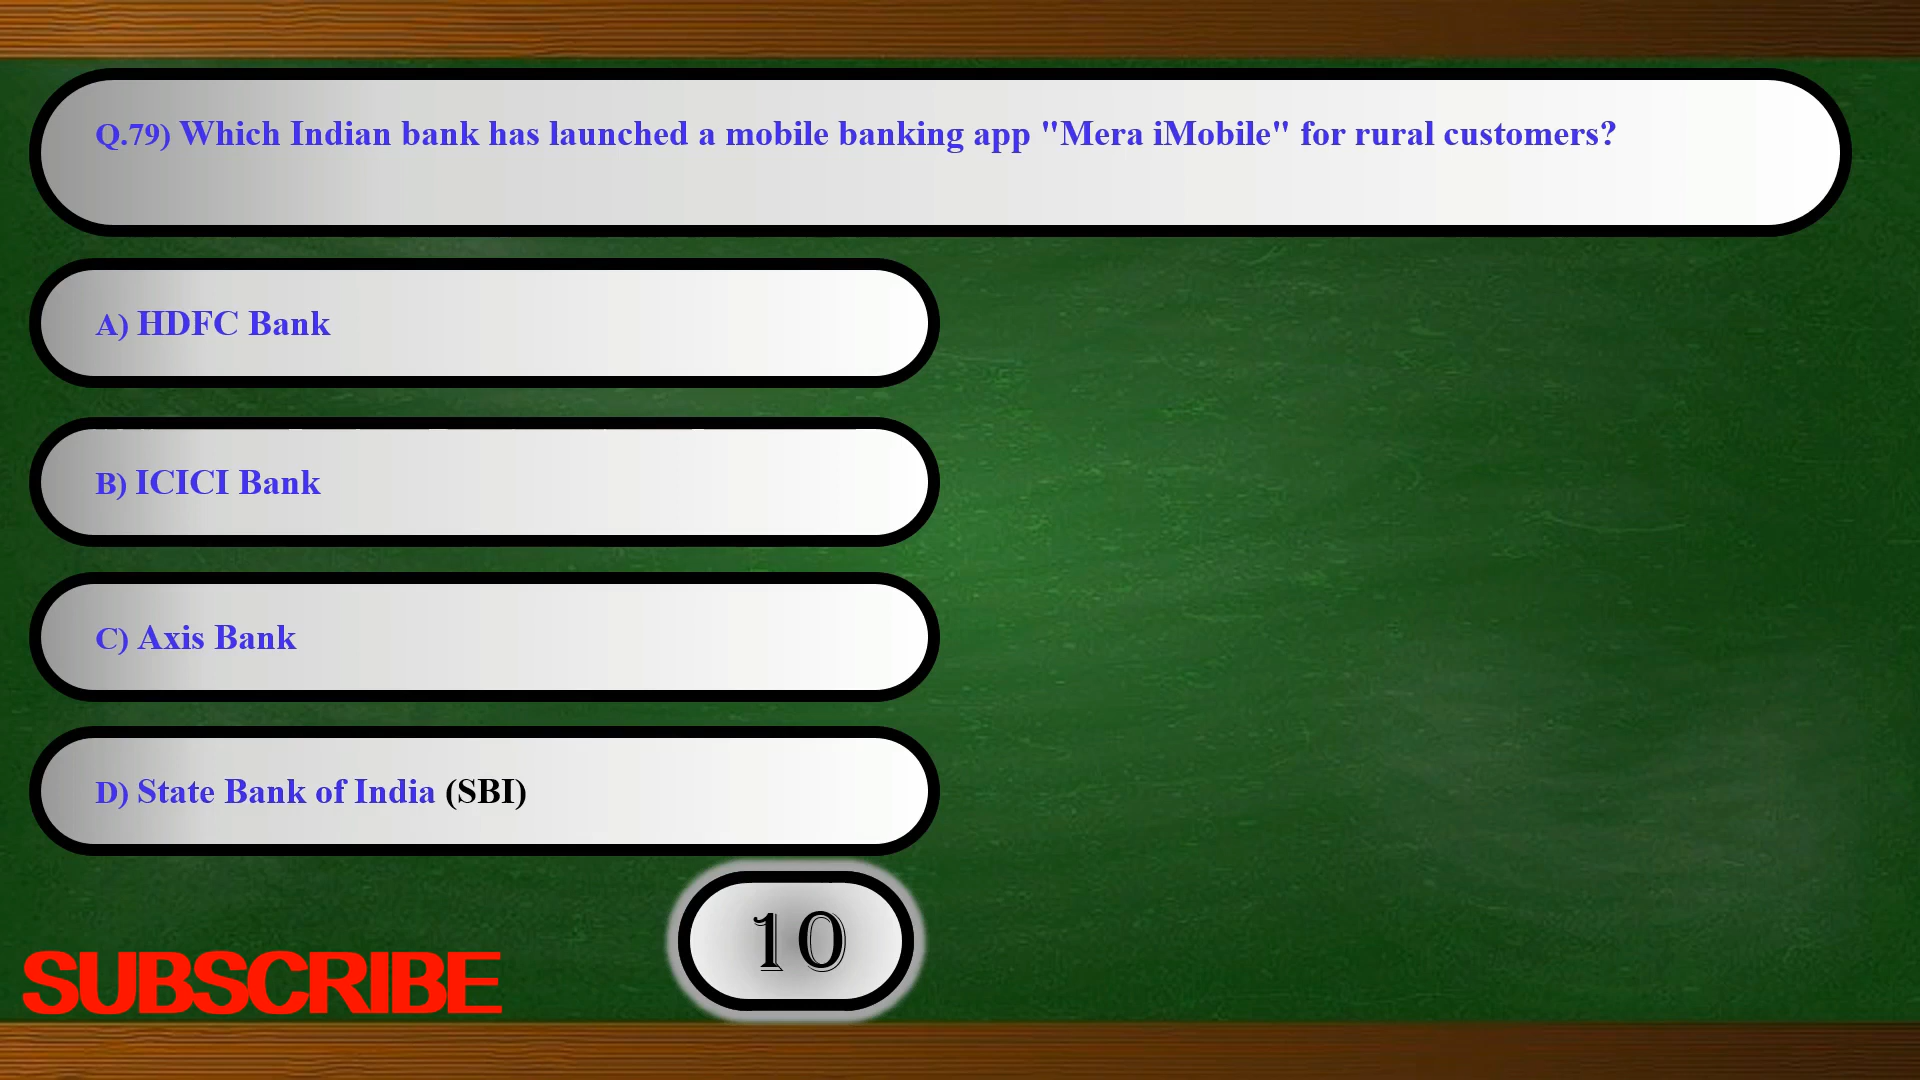 Q.79) Which Indian bank has launched a mobile banking app "Mera iMobile" for rural customers?
A) HDFC Bank
B) ICICI Bank
C) Axis Bank
D) State Bank of India (SBI)
10
SUBSCRIBE